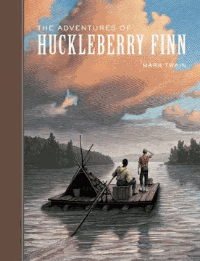 THE ADVENTURES OF
HUCKLEBERRY FINN
MARK TWAIN